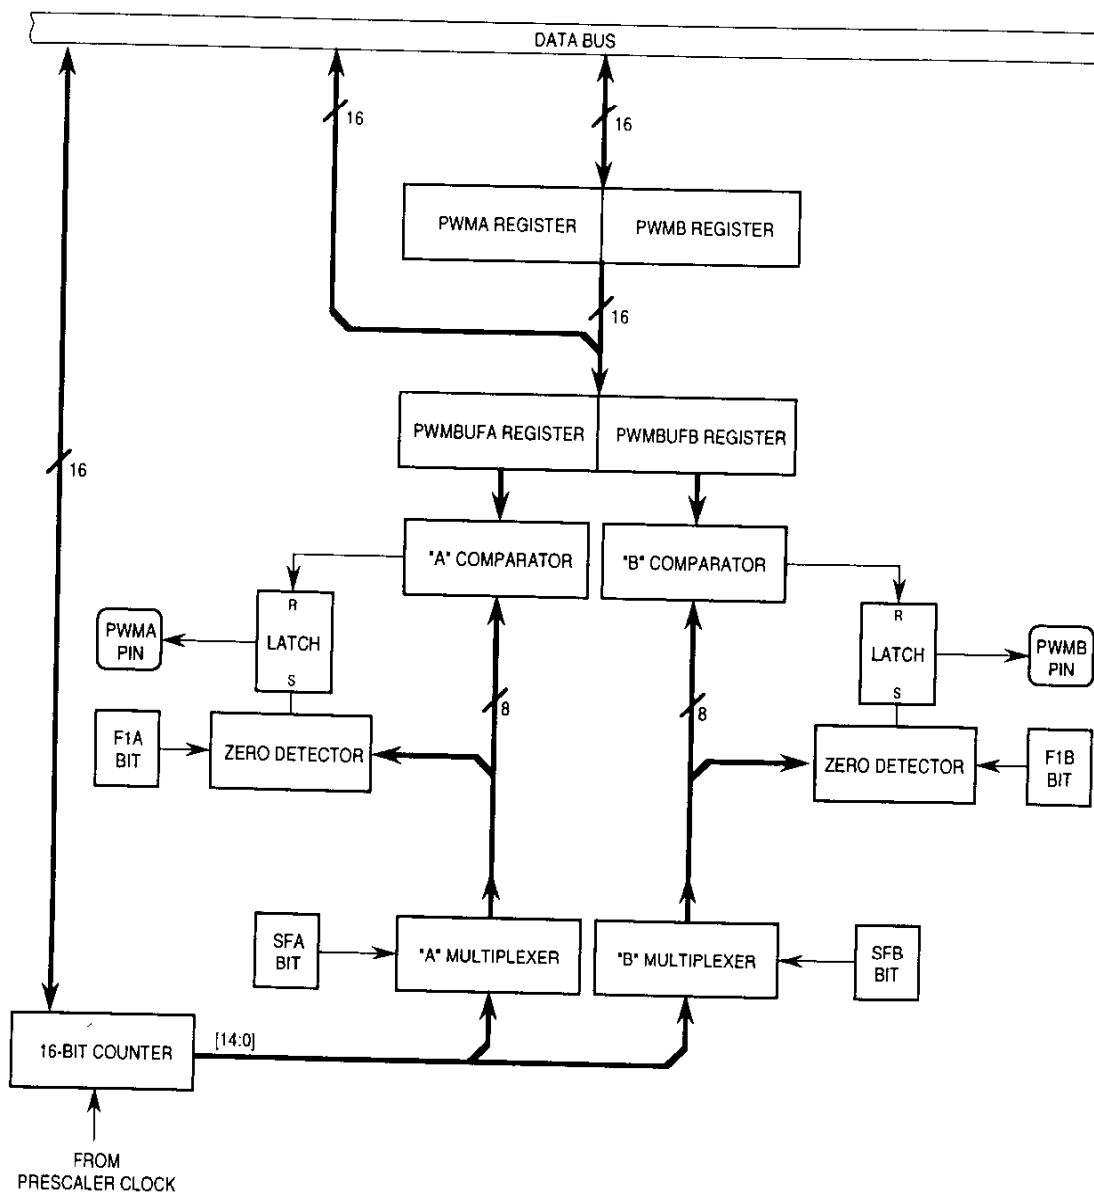 DATA BUS
16
16
PWMA REGISTER
PWMB REGISTER
16
PWMBUFA REGISTER
PWMBUFB REGISTER
16
"A" COMPARATOR
"B" COMPARATOR
R
LATCH
S
R
LATCH
S
PWMA
PIN
PWMB
PIN
8
8
F1A
BIT
ZERO DETECTOR
ZERO DETECTOR
F1B
BIT
SFA
BIT
"A" MULTIPLEXER
"B" MULTIPLEXER
SFB
BIT
16-BIT COUNTER
[14:0]
FROM
PRESCALER CLOCK